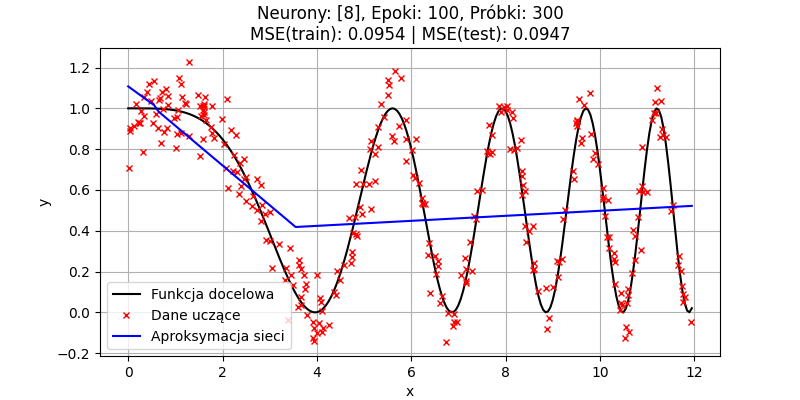 Neurony: [8], Epoki: 100, Próbki: 300
MSE(train): 0.0954 | MSE(test): 0.0947
1.2
1.0
0.8
0.6
0.4
0.2
0.0
−0.2
y
Funkcja docelowa
Dane uczące
Aproksymacja sieci
0 2 4 6 8 10 12
x